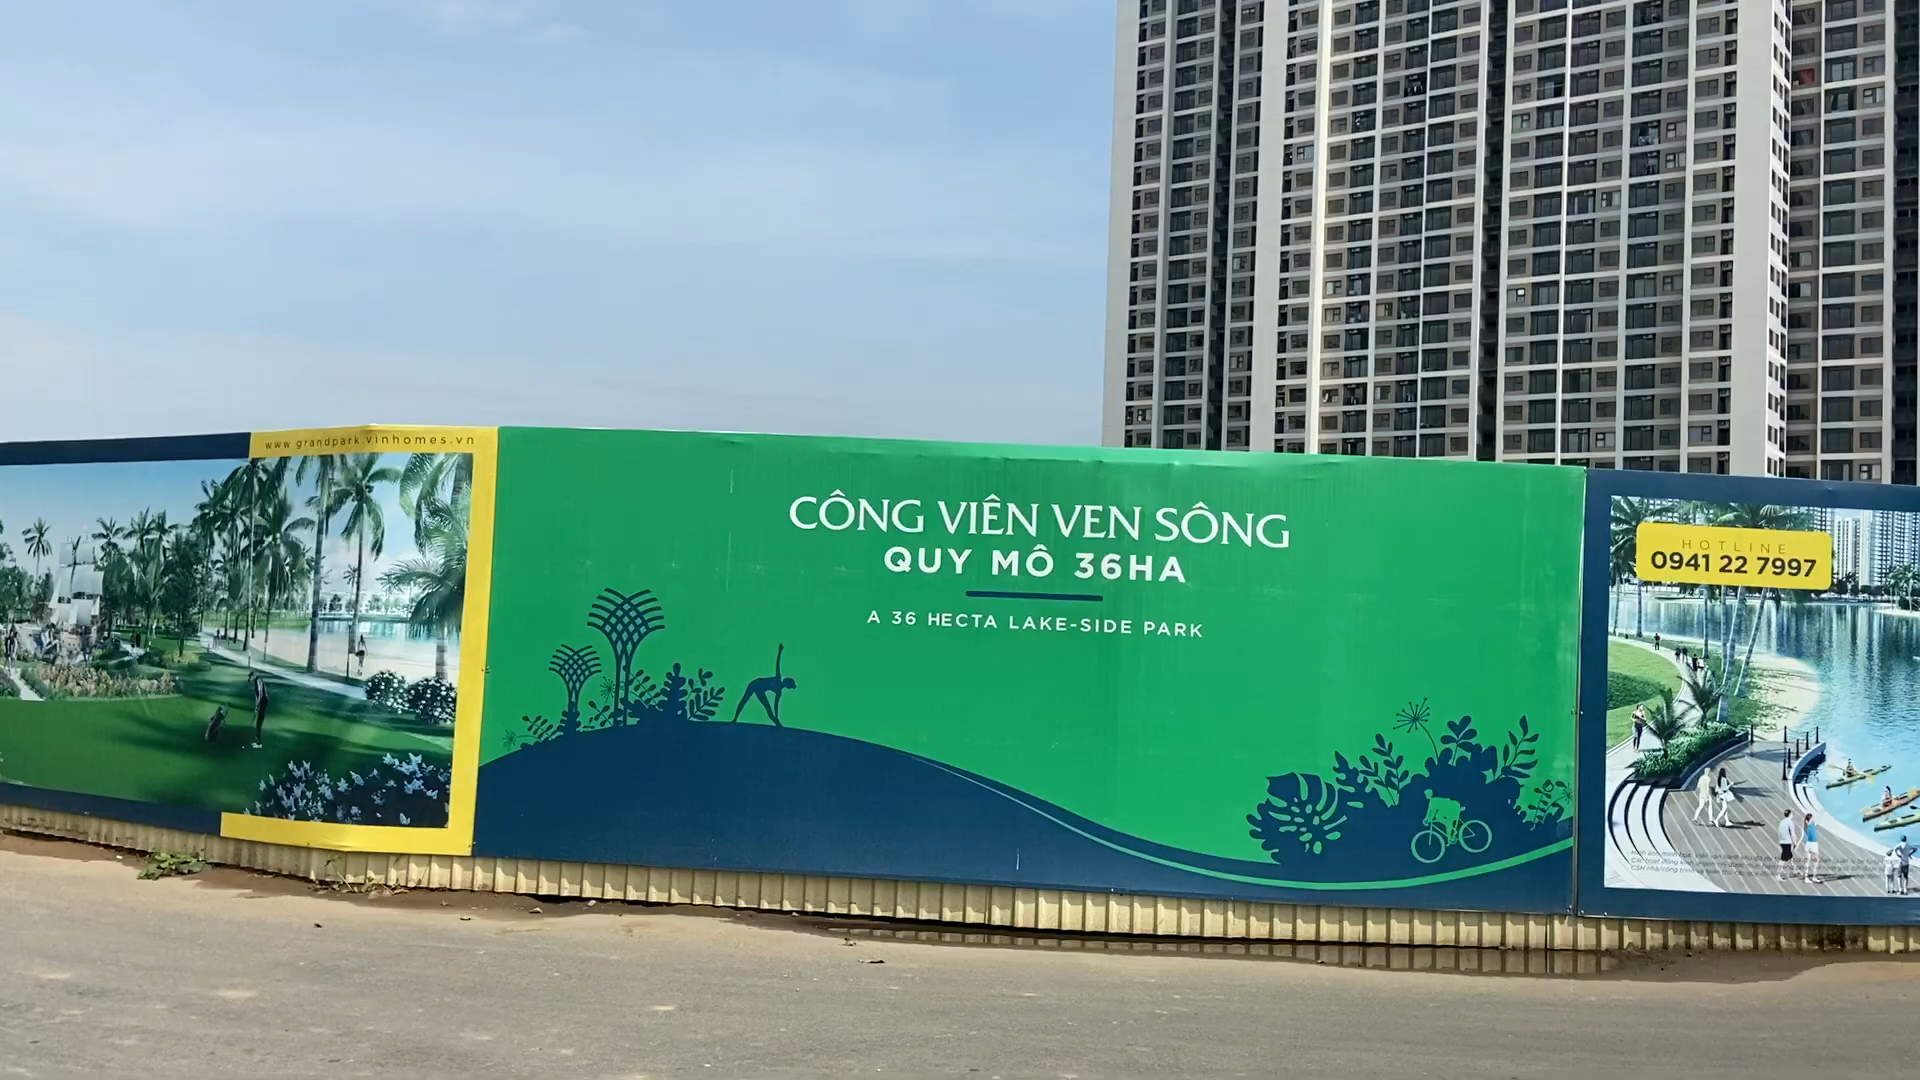 www grandpark.vinhomes.vn
CÔNG VIÊN VEN SÔNG
QUY MÔ 36HA
A 36 HECTA LAKE-SIDE PARK
HOTLINE
0941 22 7997